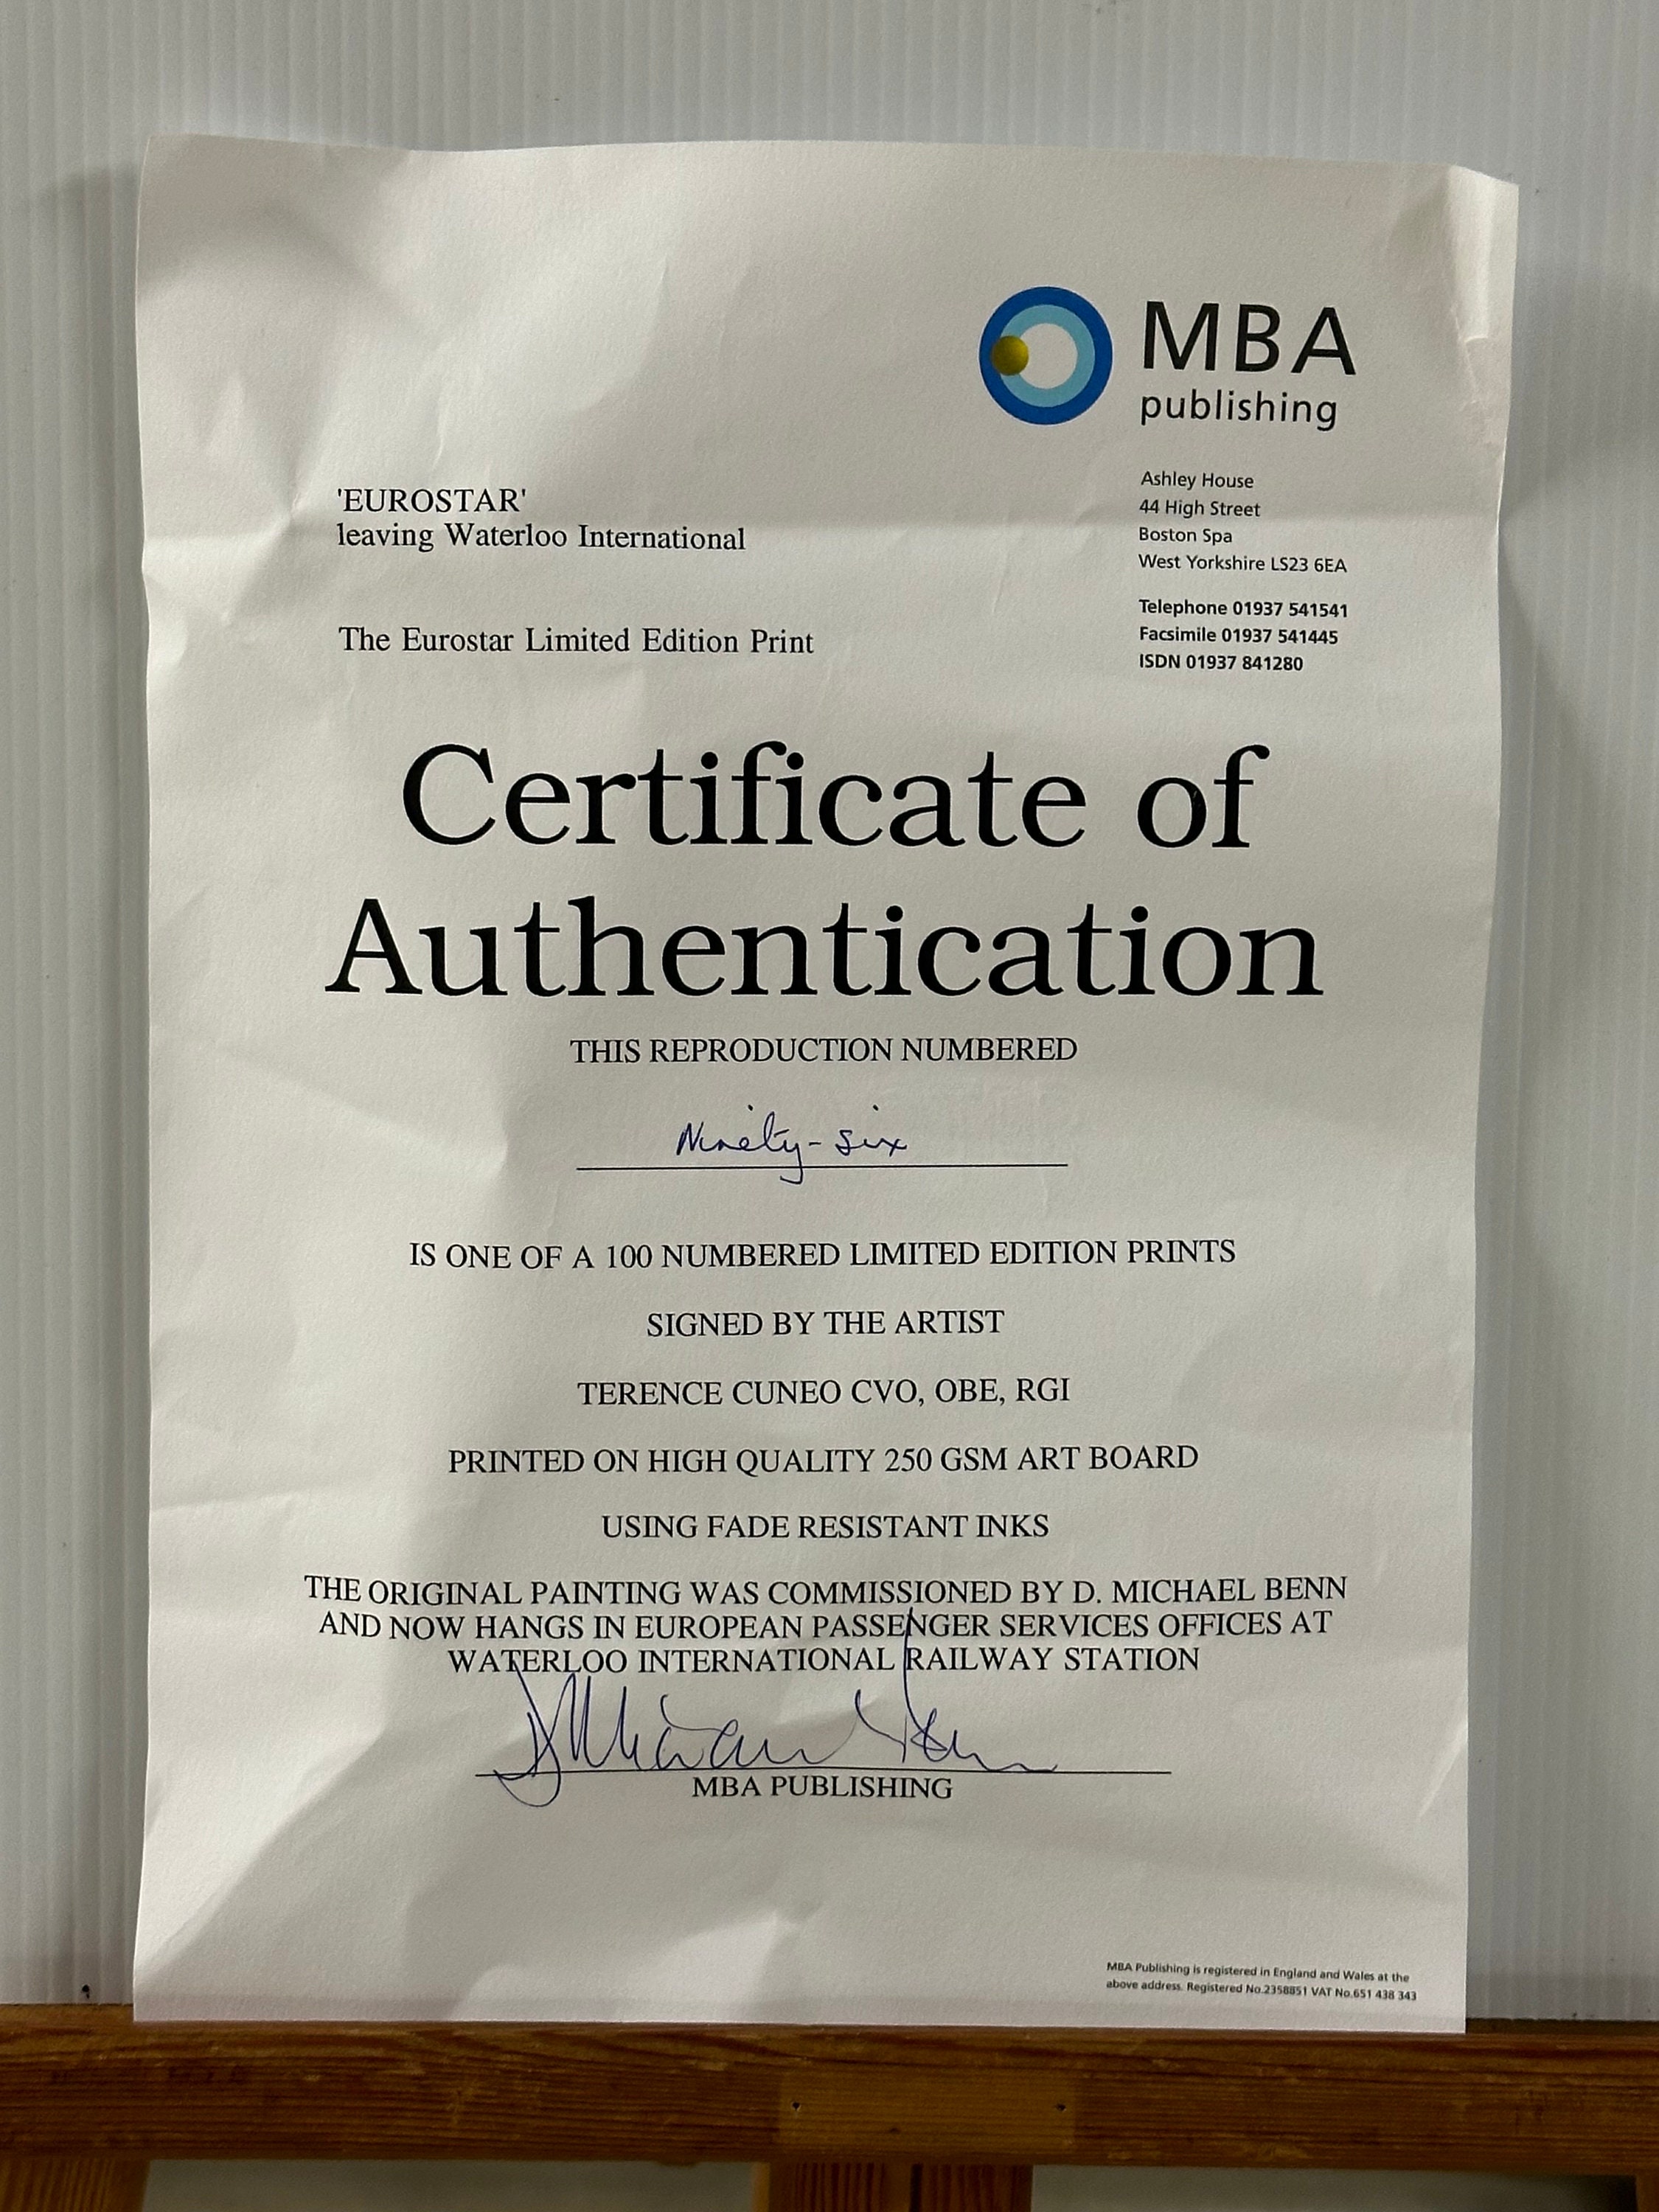 MBA
publishing
'EUROSTAR'
leaving Waterloo International
The Eurostar Limited Edition Print
Ashley House
44 High Street
Boston Spa
West Yorkshire LS23 6EA
Telephone 01937 541541
Facsimile 01937 541445
ISDN 01937 841280
Certificate of
Authentication
THIS REPRODUCTION NUMBERED
Ninety-six
IS ONE OF A 100 NUMBERED LIMITED EDITION PRINTS
SIGNED BY THE ARTIST
TERENCE CUNEO CVO, OBE, RGI
PRINTED ON HIGH QUALITY 250 GSM ART BOARD
USING FADE RESISTANT INKS
THE ORIGINAL PAINTING WAS COMMISSIONED BY D. MICHAEL BENN
AND NOW HANGS IN EUROPEAN PASSENGER SERVICES OFFICES AT
WATERLOO INTERNATIONAL RAILWAY STATION
MBA PUBLISHING
MBA Publishing is registered in England and Wales at the
above address. Registered No.2358851 VAT No.651 438 343